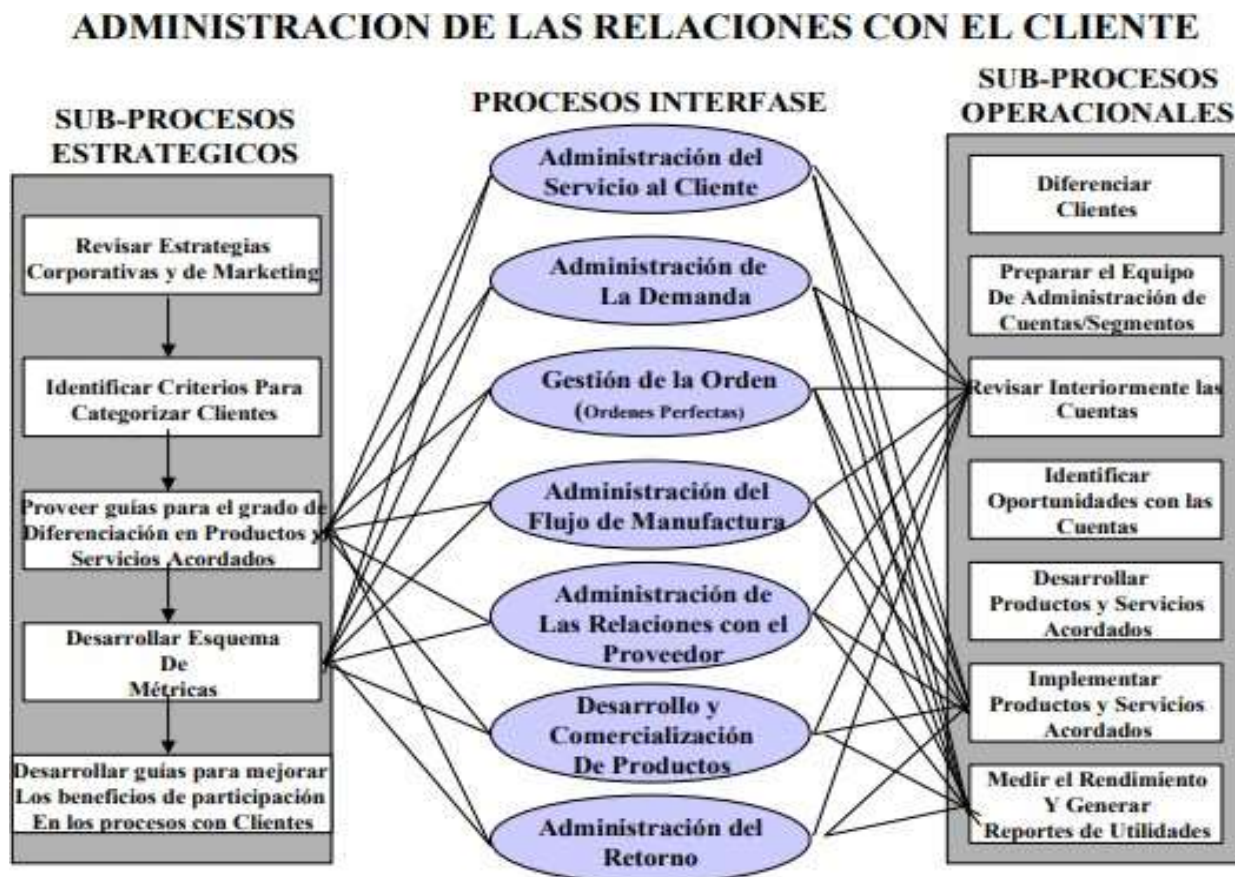 ADMINISTRACION DE LAS RELACIONES CON EL CLIENTE
SUB-PROCESOS
ESTRATEGICOS
Revisar Estrategias
Corporativas y de Marketing
Identificar Criterios Para
Categorizar Clientes
Proveer guías para el grado de
Diferenciación en Productos y
Servicios Acordados
Desarrollar Esquema
De
Métricas
Desarrollar guías para mejorar
Los beneficios de participación
En los procesos con Clientes
PROCESOS INTERFASE
Administración del
Servicio al Cliente
Administración de
La Demanda
Gestión de la Orden
(Ordenes Perfectas)
Administración del
Flujo de Manufactura
Administración de
Las Relaciones con el
Proveedor
Desarrollo y
Comercialización
De Productos
Administración del
Retorno
SUB-PROCESOS
OPERACIONALES
Diferenciar
Clientes
Preparar el Equipo
De Administración de
Cuentas/Segmentos
Revisar Interiormente las
Cuentas
Identificar
Oportunidades con las
Cuentas
Desarrollar
Productos y Servicios
Acordados
Implementar
Productos y Servicios
Acordados
Medir el Rendimiento
Y Generar
Reportes de Utilidades